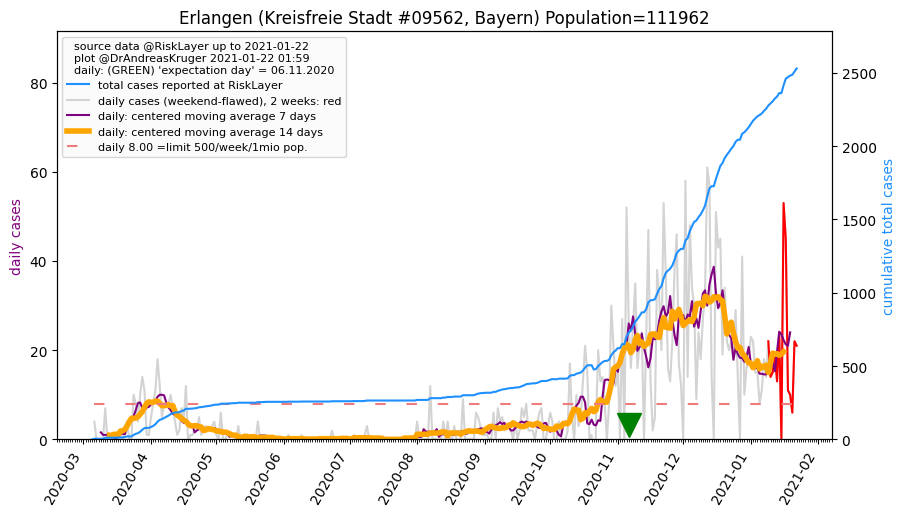 Erlangen (Kreisfreie Stadt #09562, Bayern) Population=111962
source data @RiskLayer up to 2021-01-22
plot @DrAndreasKruger 2021-01-22 01:59
daily: (GREEN) 'expectation day' = 06.11.2020
total cases reported at RiskLayer
daily cases (weekend-flawed), 2 weeks: red
daily: centered moving average 7 days
daily: centered moving average 14 days
daily 8.00 =limit 500/week/1mio pop.
daily cases
80
60
40
20
0
2500
2000
1500
1000
500
0
cumulative total cases
2020-03
2020-04
2020-05
2020-06
2020-07
2020-08
2020-09
2020-10
2020-11
2020-12
2021-01
2021-02